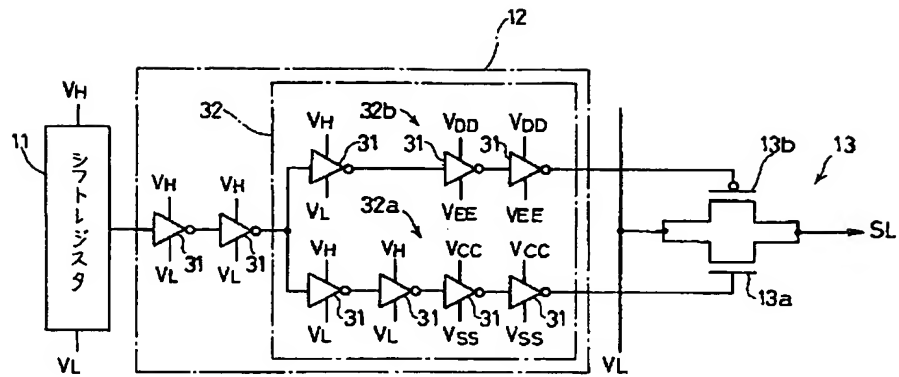 12
VH
11
シフトレジスタ
VL
VH
31
VL
VH
31
VL
32
VH
31
VL
32b
VDD
31
VEE
VDD
31
VEE
32a
VH
31
VL
VH
31
VL
VCC
31
VSS
VCC
31
VSS
13b
13
SL
13a
VL